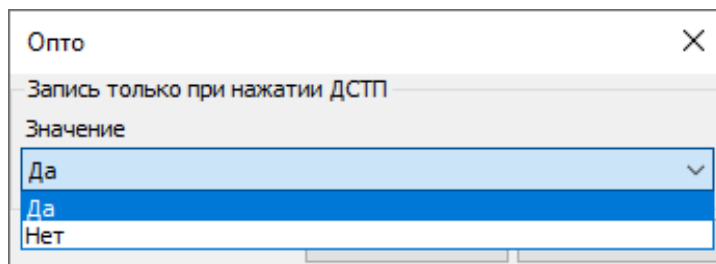 Опто
Запись только при нажатии ДСТП
Значение
Да
Да
Нет